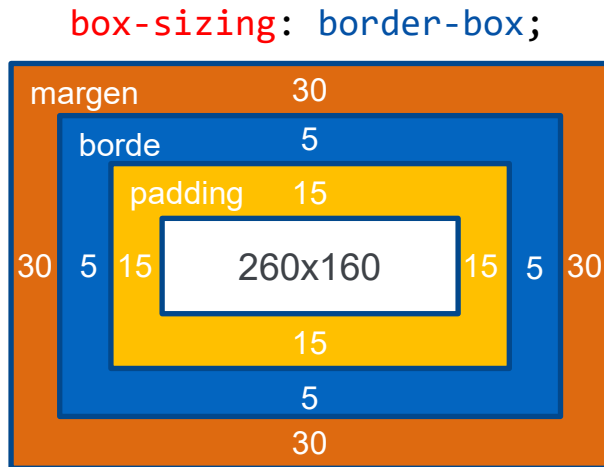 box-sizing: border-box;
margen 30
borde 5
padding 15
30 5 15 260x160 15 5 30
15
5
30